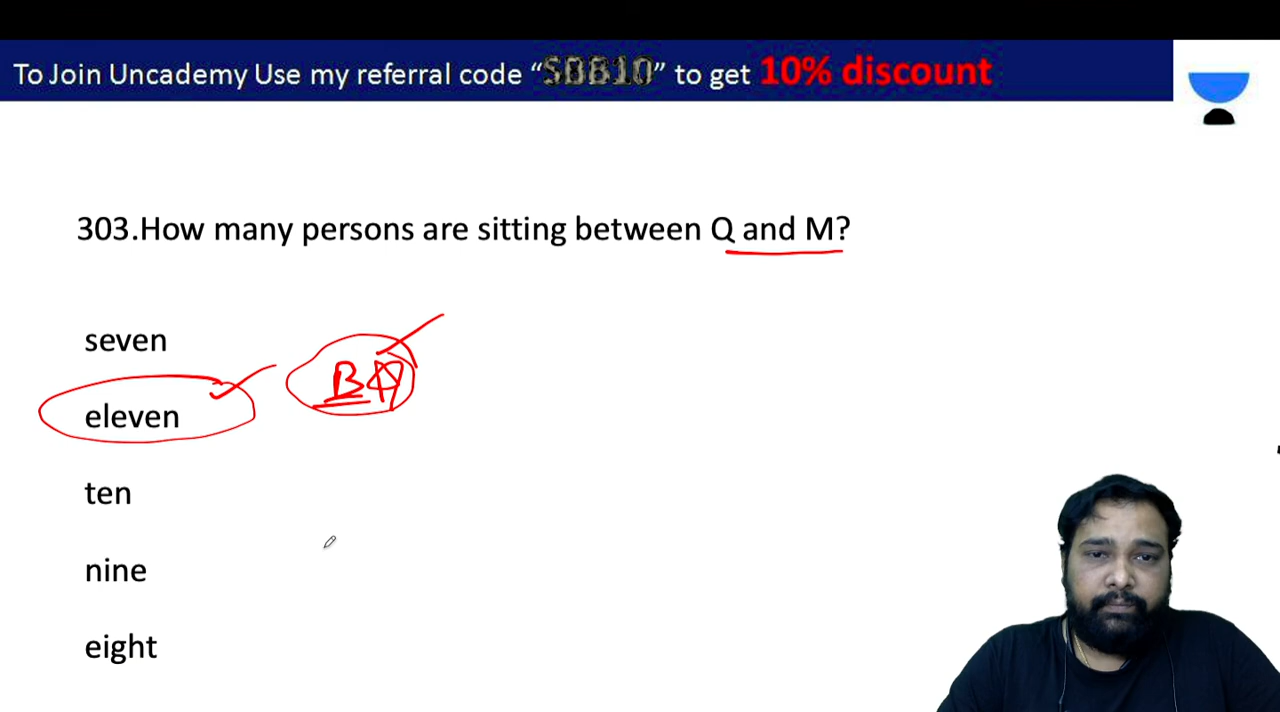 To Join Uncademy Use my referral code “SBB10” to get 10% discount
303.How many persons are sitting between Q and M?
seven
eleven
B
ten
nine
eight